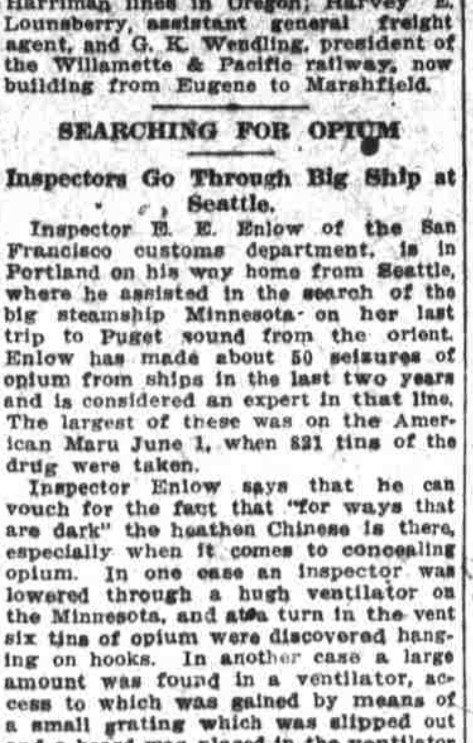 Harriman lines in Oregon; Harvey E.
Lounsberry, assistant general freight
agent, and G. K. Wendling, president of
the Willamette & Pacific railway, now
building from Eugene to Marshfield.
SEARCHING FOR OPIUM
Inspectors Go Through Big Ship at
Seattle.
Inspector E. E. Enlow of the San
Francisco customs department, is in
Portland on his way home from Seattle,
where he assisted in the search of the
big steamship Minnesota on her last
trip to Puget sound from the orient.
Enlow has made about 50 seizures of
opium from ships in the last two years
and is considered an expert in that line.
The largest of these was on the Amer-
ican Maru June 1, when 821 tins of the
drug were taken.
Inspector Enlow says that he can
vouch for the fact that "for ways that
are dark" the heathen Chinese is there,
especially when it comes to concealing
opium. In one case an inspector was
lowered through a hugh ventilator on
the Minnesota, and at a turn in the vent
six tins of opium were discovered hang-
ing on hooks. In another case a large
amount was found in a ventilator, ac-
cess to which was gained by means of
a small grating which was slipped out
and a board was placed in the ventilator